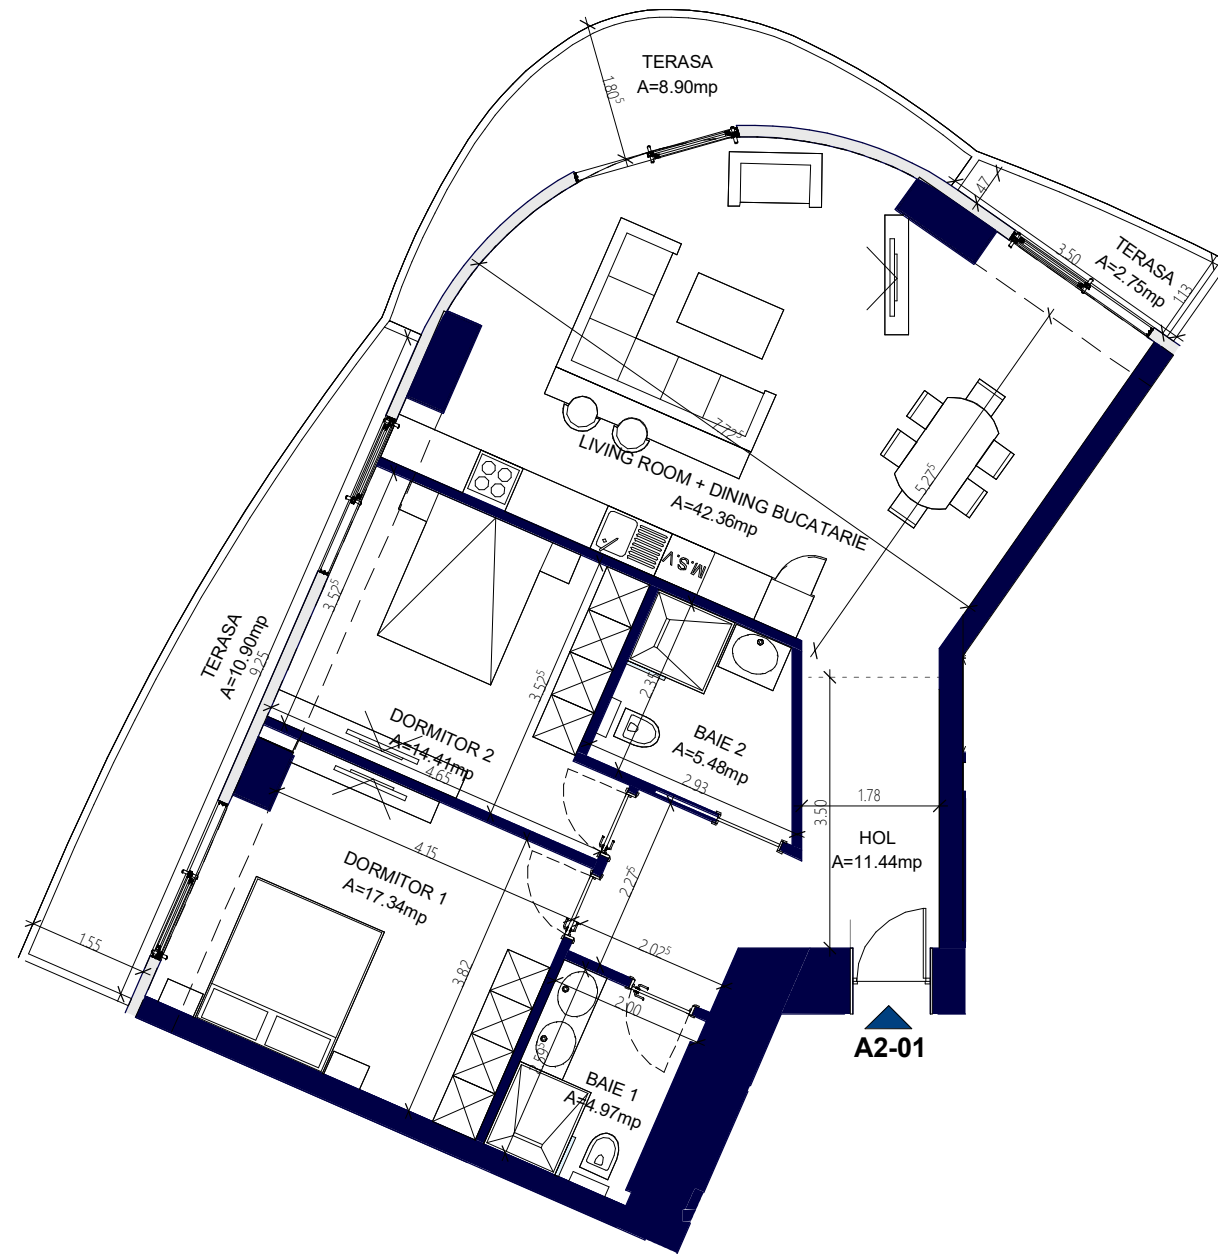 TERASA
A=8.90mp
1.80⁵
47
3.50
TERASA
A=2.75mp
1.13
7.72⁵
5.27⁵
LIVING ROOM + DINING BUCATARIE
A=42.36mp
M.S.V
3.52⁵
TERASA
A=10.90mp
9.25
3.52⁵
2.35
DORMITOR 2
A=14.41mp
4.65
BAIE 2
A=5.48mp
2.93
1.78
3.50
HOL
A=11.44mp
4.15
DORMITOR 1
A=17.34mp
2.27⁵
2.02⁵
1.55
3.82
2.00
BAIE 1
A=4.97mp
A2-01